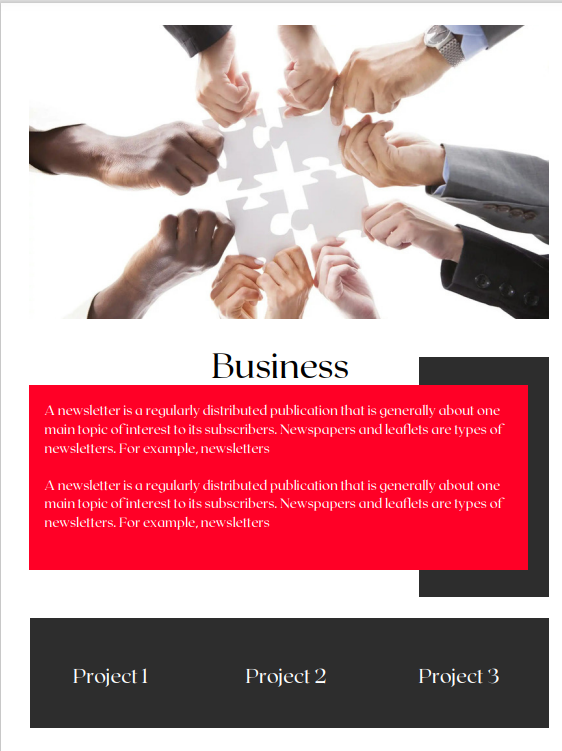 Business
A newsletter is a regularly distributed publication that is generally about one
main topic of interest to its subscribers. Newspapers and leaflets are types of
newsletters. For example, newsletters
A newsletter is a regularly distributed publication that is generally about one
main topic of interest to its subscribers. Newspapers and leaflets are types of
newsletters. For example, newsletters
Project 1 Project 2 Project 3